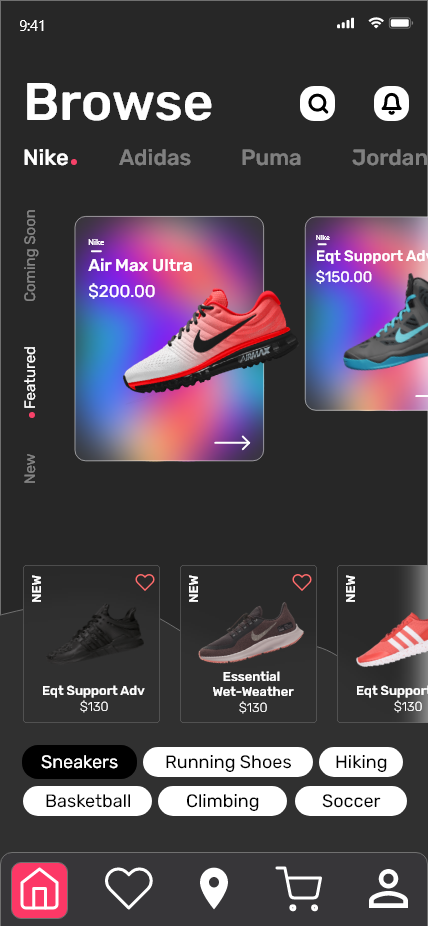 9:41
Browse
Nike.
Adidas
Puma
Jordan
Coming Soon
Featured
New
Nike
Air Max Ultra
$200.00
AIRMAX
Nike
Eqt Support Adv
$150.00
NEW
Eqt Support Adv
$130
NEW
Essential
Wet-Weather
$130
NEW
Eqt Support
$130
Sneakers
Running Shoes
Hiking
Basketball
Climbing
Soccer